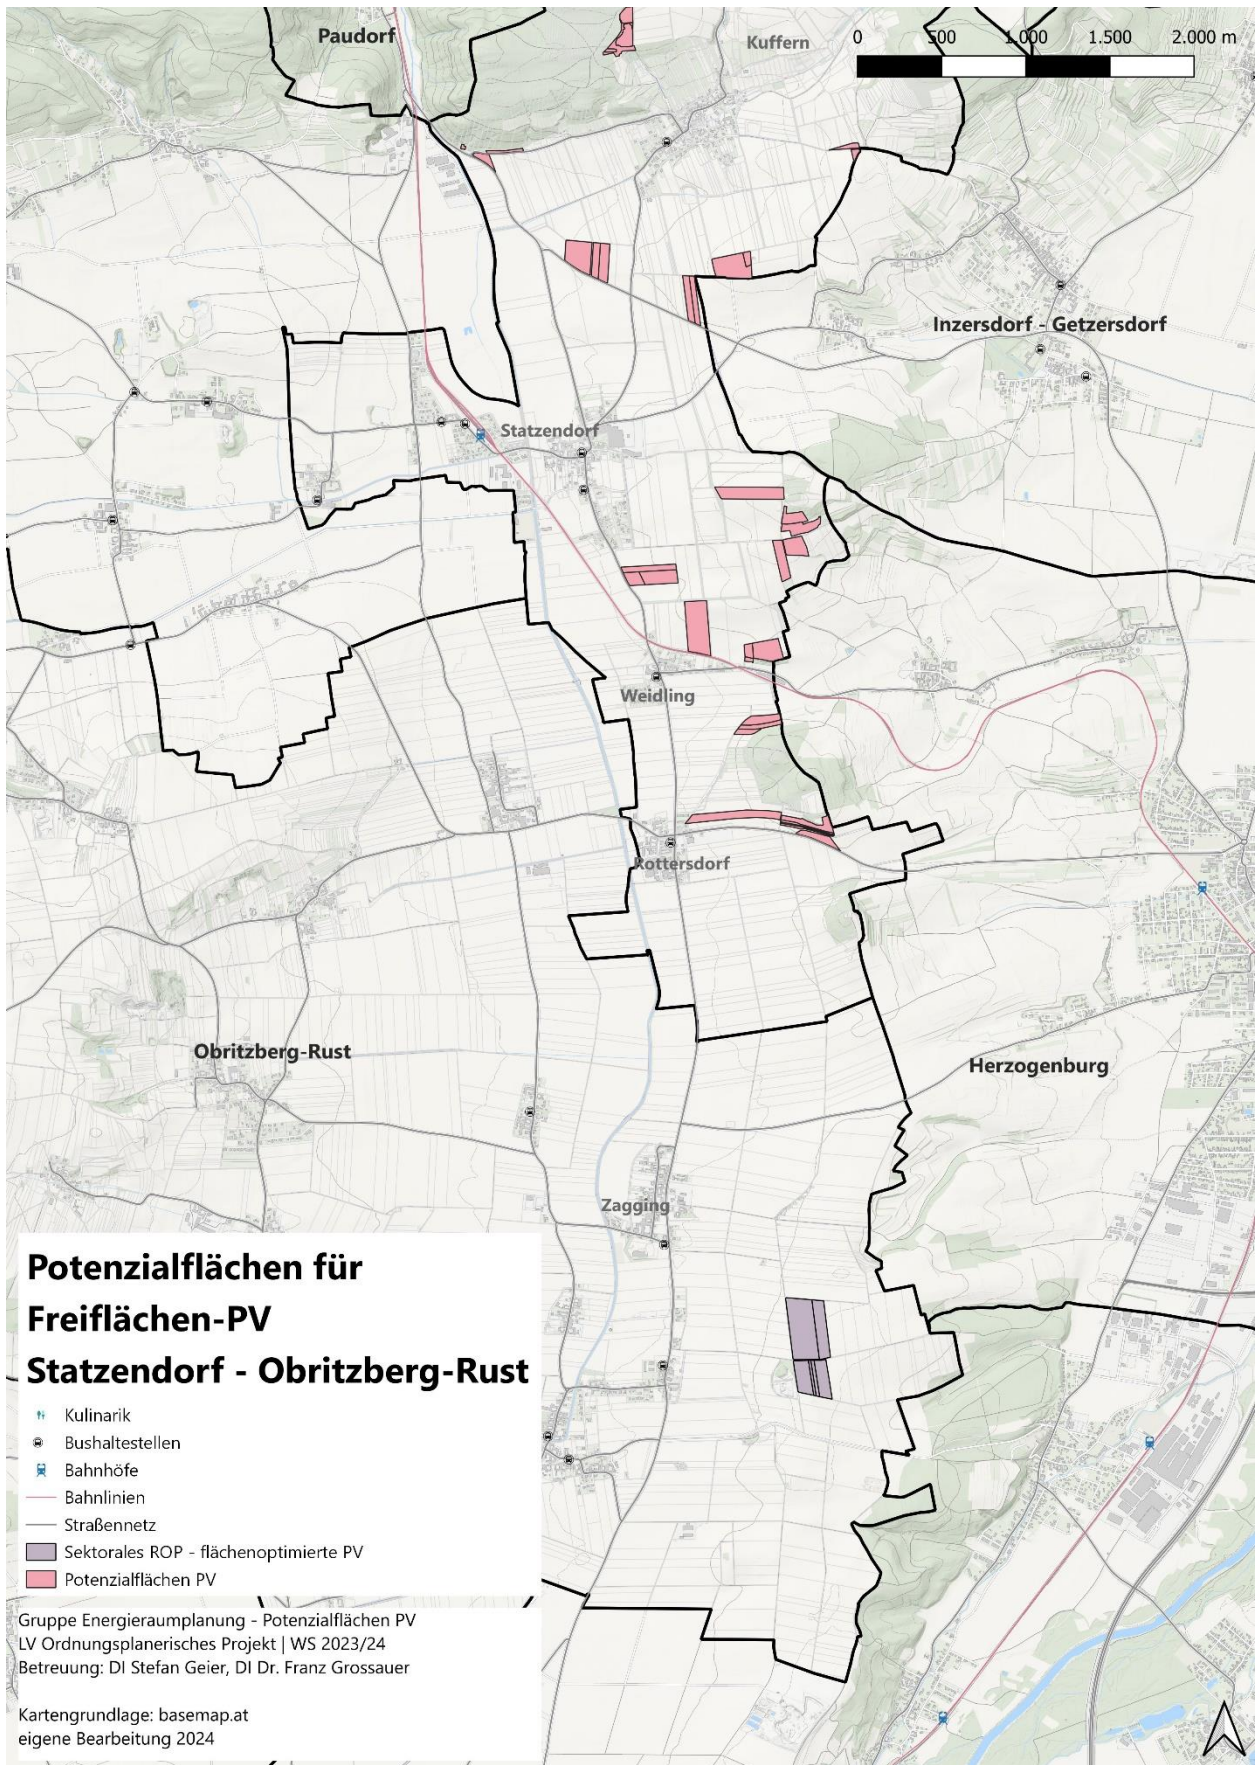 Paudorf
Kuffern
0 500 1.000 1.500 2.000 m
Inzersdorf - Getzersdorf
Statzendorf
Weidling
Rottersdorf
Obritzberg-Rust
Herzogenburg
Zagging
Potenzialflächen für
Freiflächen-PV
Statzendorf - Obritzberg-Rust
Kulinarik
Bushaltestellen
Bahnhöfe
Bahnlinien
Straßennetz
Sektorales ROP - flächenoptimierte PV
Potenzialflächen PV
Gruppe Energieraumplanung - Potenzialflächen PV
LV Ordnungsplanerisches Projekt | WS 2023/24
Betreuung: DI Stefan Geier, DI Dr. Franz Grossauer
Kartengrundlage: basemap.at
eigene Bearbeitung 2024